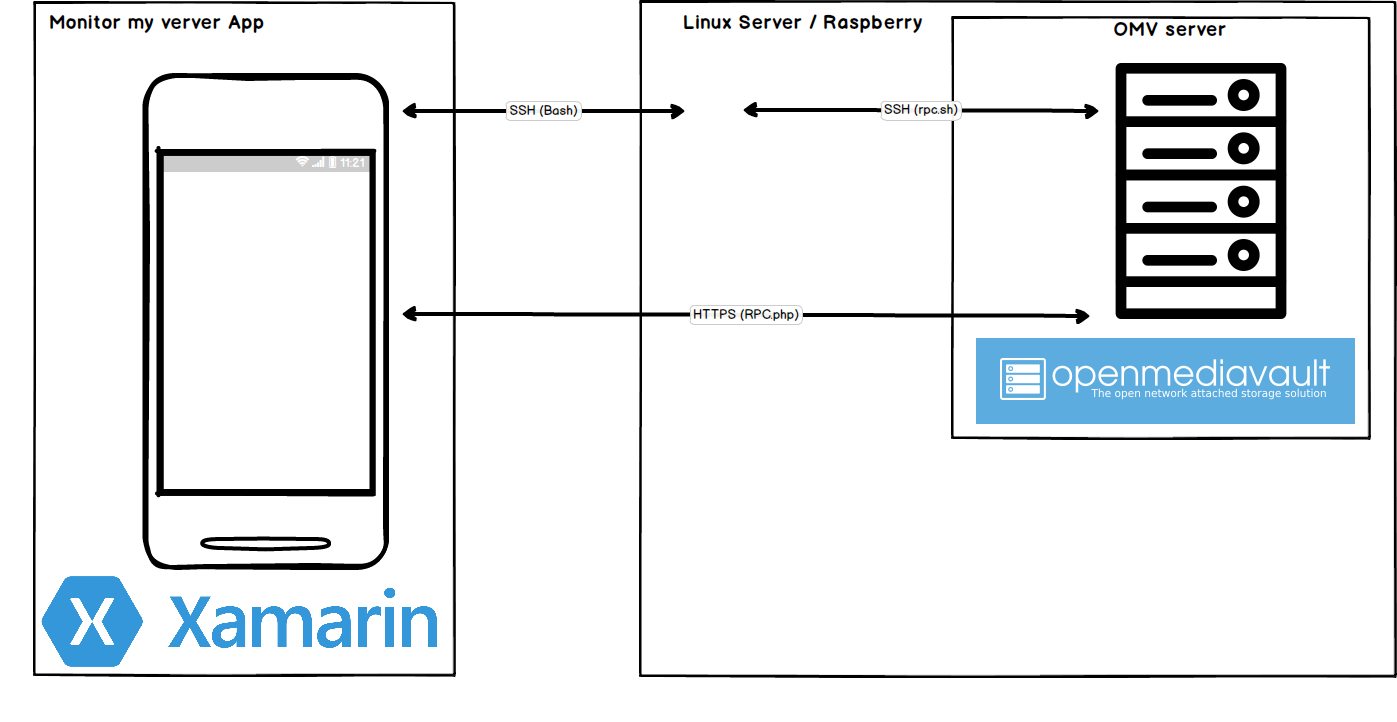 Monitor my verver App
Linux Server / Raspberry
OMV server
SSH (Bash)
SSH (rpc.sh)
11:21
HTTPS (RPC.php)
openmediavault
The open network attached storage solution
X Xamarin